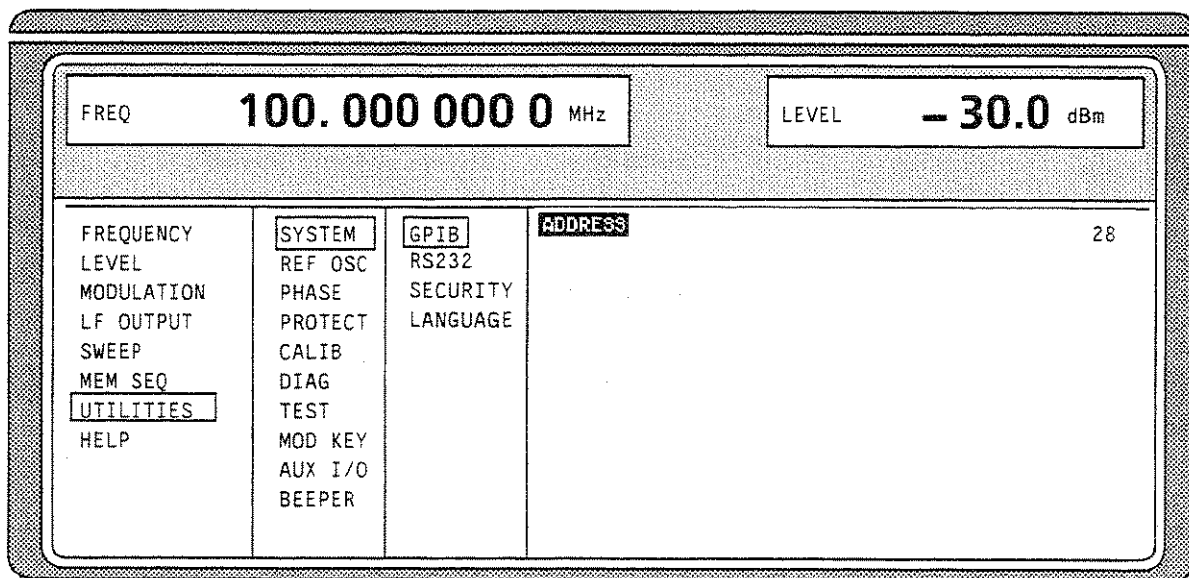 FREQ 100. 000 000 0 MHz
LEVEL – 30.0 dBm
FREQUENCY
LEVEL
MODULATION
LF OUTPUT
SWEEP
MEM SEQ
UTILITIES
HELP
SYSTEM
REF OSC
PHASE
PROTECT
CALIB
DIAG
TEST
MOD KEY
AUX I/O
BEEPER
GPIB
RS232
SECURITY
LANGUAGE
ADDRESS 28